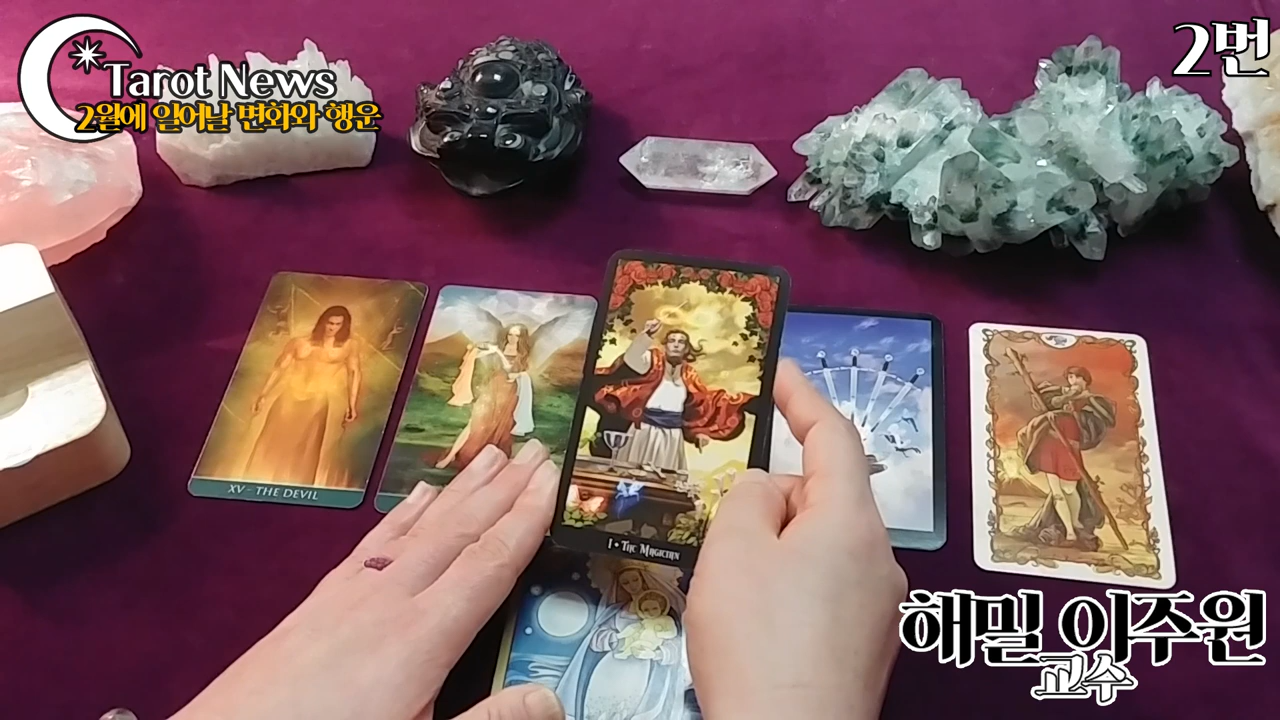 Tarot News
2월에 일어날 변화와 행운
2번
XV - THE DEVIL
I • The Magician
해밀 이주원
교수